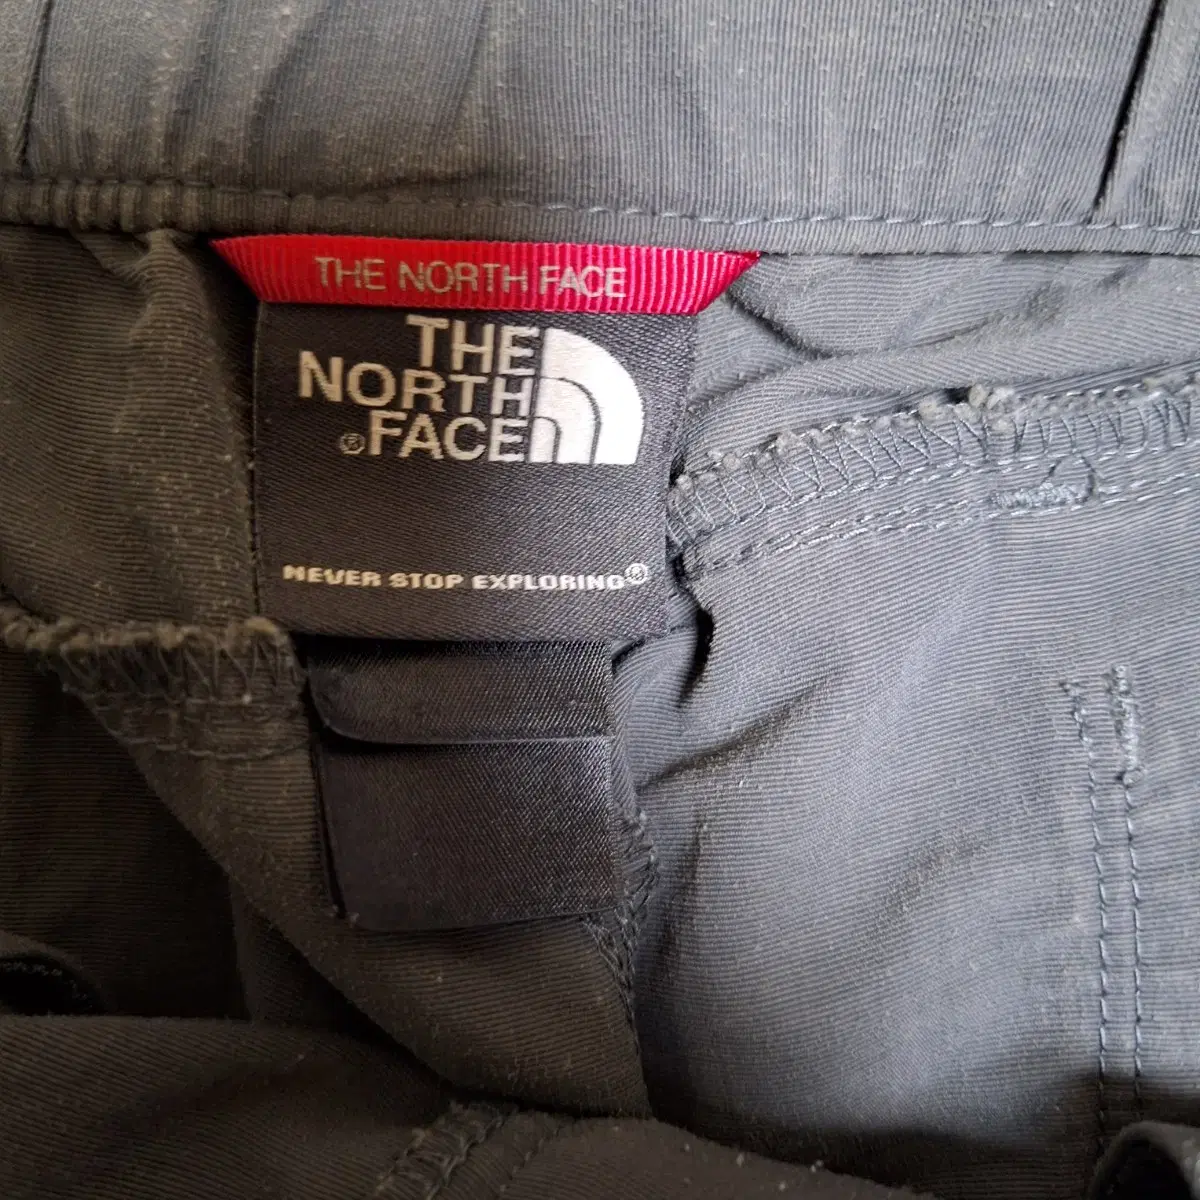 THE NORTH FACE
THE
NORTH
®FACE
NEVER STOP EXPLORING®